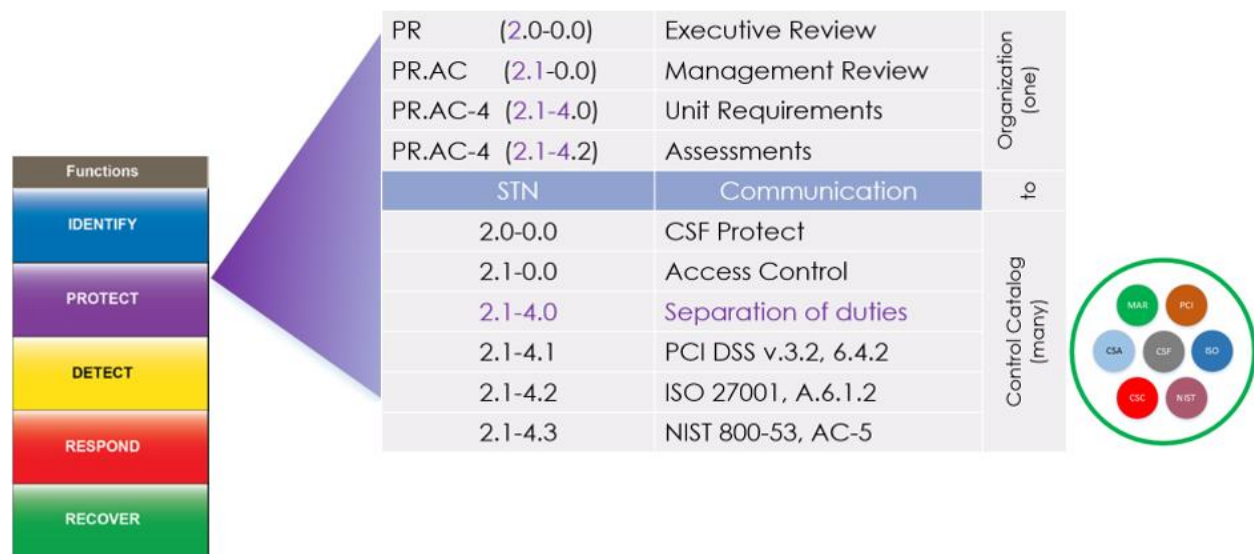 Functions
IDENTIFY
PROTECT
DETECT
RESPOND
RECOVER
PR (2.0-0.0) Executive Review
PR.AC (2.1-0.0) Management Review
PR.AC-4 (2.1-4.0) Unit Requirements
PR.AC-4 (2.1-4.2) Assessments
STN Communication
2.0-0.0 CSF Protect
2.1-0.0 Access Control
2.1-4.0 Separation of duties
2.1-4.1 PCI DSS v.3.2, 6.4.2
2.1-4.2 ISO 27001, A.6.1.2
2.1-4.3 NIST 800-53, AC-5
Organization
(one)
to
Control Catalog
(many)
MAR PCI
CSA CSF ISO
CSC NIST